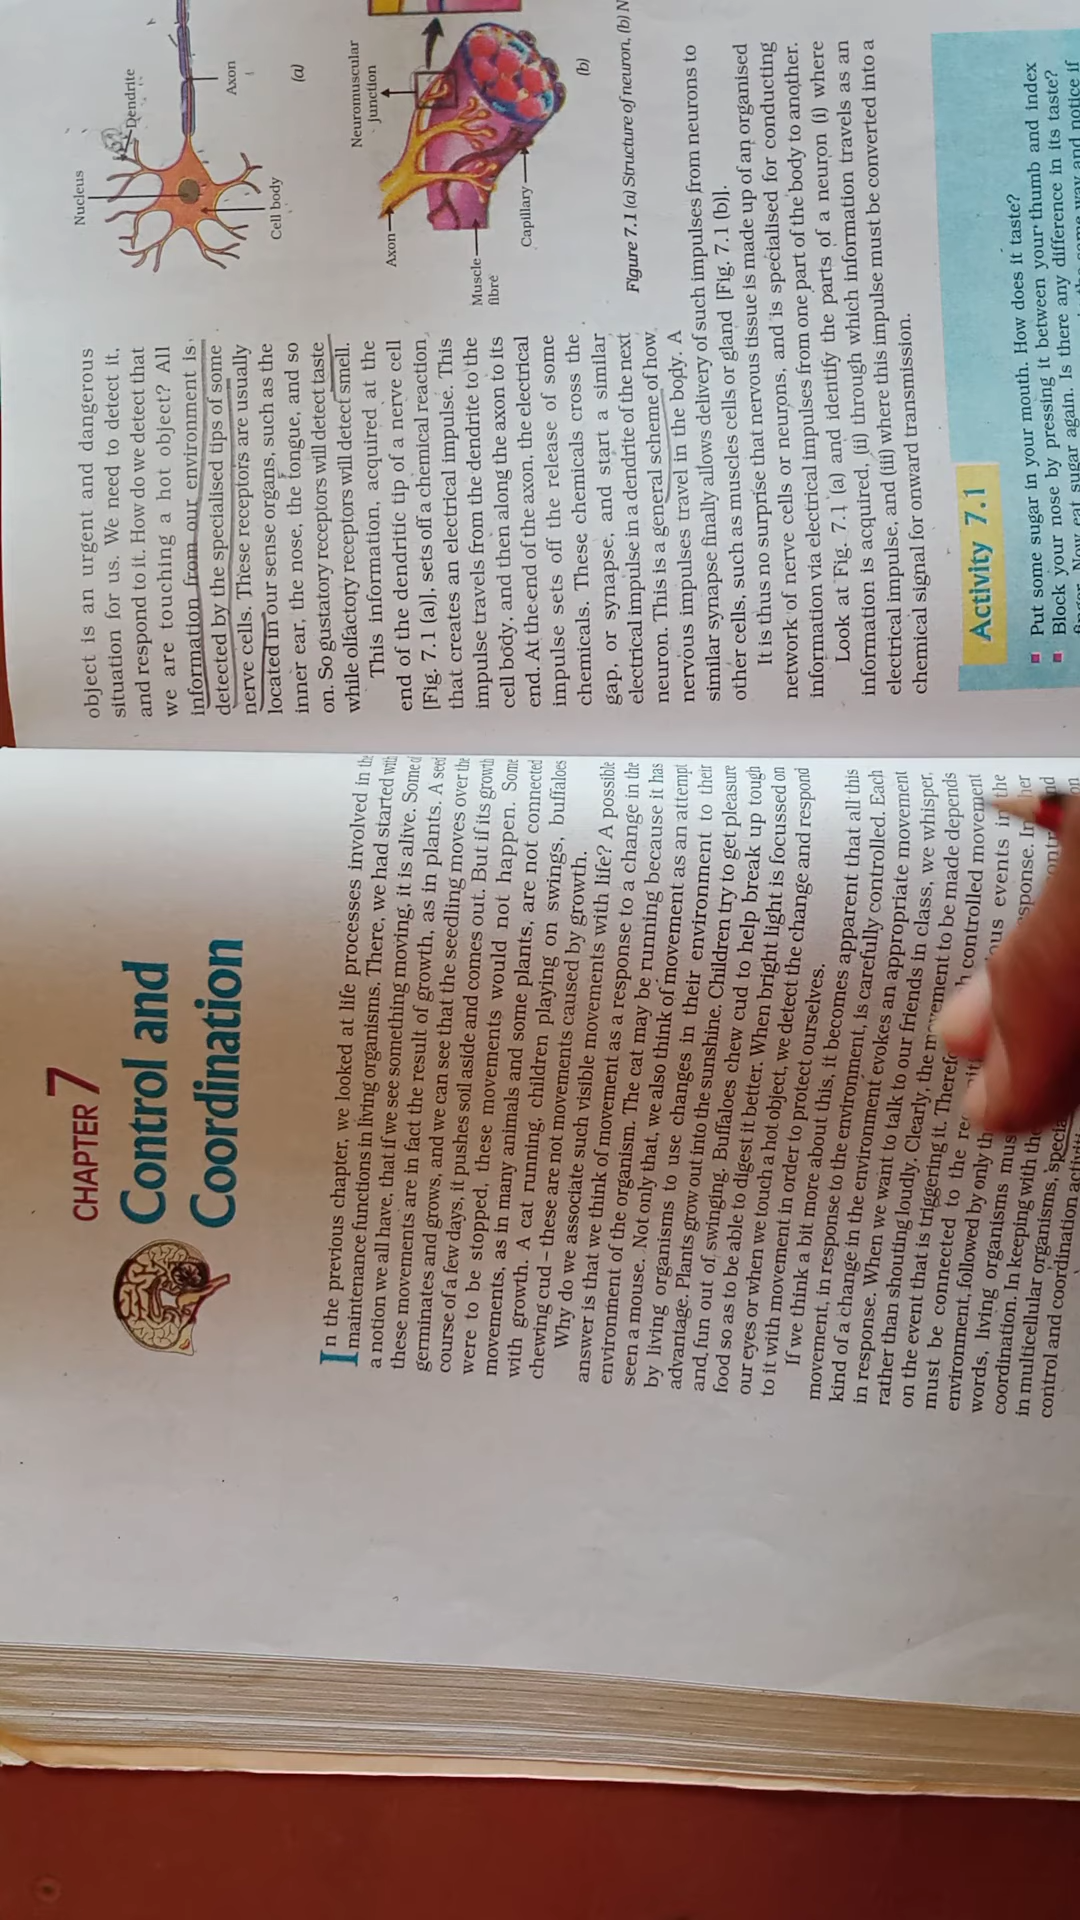 CHAPTER 7
Control and
Coordination
In the previous chapter, we looked at life processes involved in the
maintenance functions in living organisms. There, we had started with
a notion we all have, that if we see something moving, it is alive. Some of
these movements are in fact the result of growth, as in plants. A seed
germinates and grows, and we can see that the seedling moves over the
course of a few days, it pushes soil aside and comes out. But if its growth
were to be stopped, these movements would not happen. Some
movements, as in many animals and some plants, are not connected
with growth. A cat running, children playing on swings, buffaloes
chewing cud – these are not movements caused by growth.
Why do we associate such visible movements with life? A possible
answer is that we think of movement as a response to a change in the
environment of the organism. The cat may be running because it has
seen a mouse. Not only that, we also think of movement as an attempt
by living organisms to use changes in their environment to their
advantage. Plants grow out into the sunshine. Children try to get pleasure
and fun out of swinging. Buffaloes chew cud to help break up tough
food so as to be able to digest it better. When bright light is focussed on
our eyes or when we touch a hot object, we detect the change and respond
to it with movement in order to protect ourselves.
If we think a bit more about this, it becomes apparent that all this
movement, in response to the environment, is carefully controlled. Each
kind of a change in the environment evokes an appropriate movement
in response. When we want to talk to our friends in class, we whisper,
rather than shouting loudly. Clearly, the movement to be made depends
on the event that is triggering it. Therefore, controlled movement
must be connected to the events in the
environment, followed by only the response. In
words, living organisms must
coordination. In keeping with the
in multicellular organisms,
control and coordination
object is an urgent and dangerous
situation for us. We need to detect it,
and respond to it. How do we detect that
we are touching a hot object? All
information from our environment is
detected by the specialised tips of some
nerve cells. These receptors are usually
located in our sense organs, such as the
inner ear, the nose, the tongue, and so
on. So gustatory receptors will detect taste
while olfactory receptors will detect smell.
This information, acquired at the
end of the dendritic tip of a nerve cell
[Fig. 7.1 (a)], sets off a chemical reaction
that creates an electrical impulse. This
impulse travels from the dendrite to the
cell body, and then along the axon to its
end. At the end of the axon, the electrical
impulse sets off the release of some
chemicals. These chemicals cross the
gap, or synapse, and start a similar
electrical impulse in a dendrite of the next
neuron. This is a general scheme of how
nervous impulses travel in the body. A
similar synapse finally allows delivery of such impulses from neurons to
other cells, such as muscles cells or gland [Fig. 7.1 (b)].
It is thus no surprise that nervous tissue is made up of an organised
network of nerve cells or neurons, and is specialised for conducting
information via electrical impulses from one part of the body to another.
Look at Fig. 7.1 (a) and identify the parts of a neuron (i) where
information is acquired, (ii) through which information travels as an
electrical impulse, and (iii) where this impulse must be converted into a
chemical signal for onward transmission.
Nucleus
Dendrite
Axon
Cell body
(a)
Neuromuscular
junction
Axon
Muscle
fibre
Capillary
(b)
Figure 7.1 (a) Structure of neuron, (b) N
Activity 7.1
Put some sugar in your mouth. How does it taste?
Block your nose by pressing it between your thumb and index
finger. Now eat sugar again. Is there any difference in its taste?
way and notice if